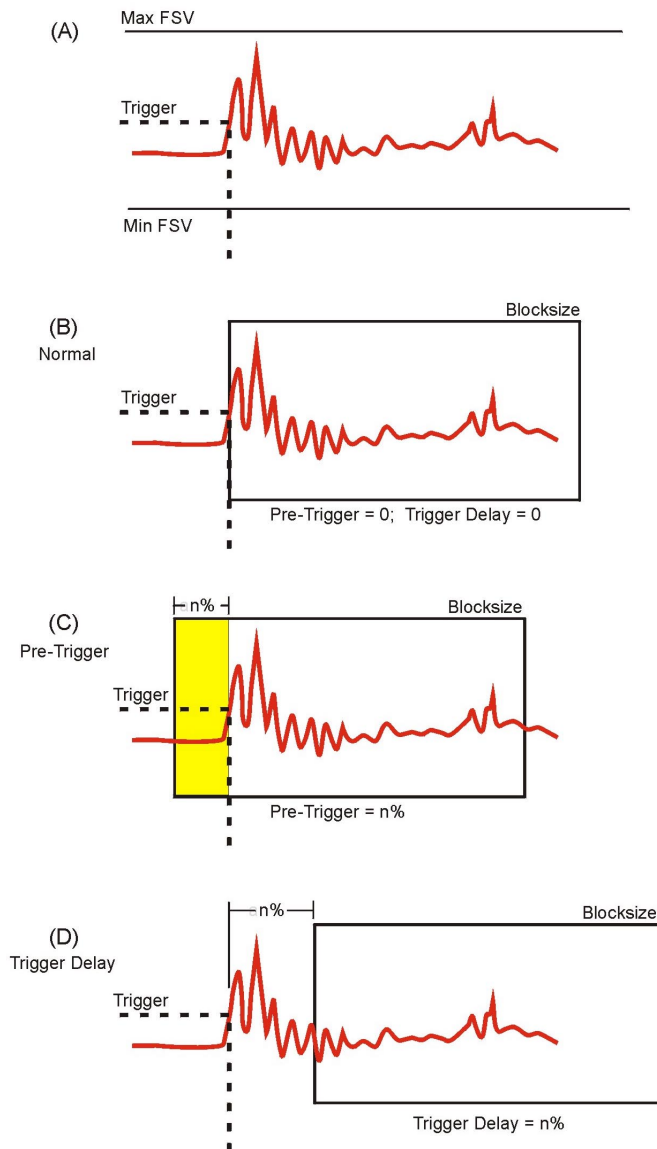 (A)
Max FSV
Trigger
Min FSV
(B)
Normal
Blocksize
Trigger
Pre-Trigger = 0; Trigger Delay = 0
(C)
Pre-Trigger
n%
Blocksize
Trigger
Pre-Trigger = n%
(D)
Trigger Delay
n%
Blocksize
Trigger
Trigger Delay = n%